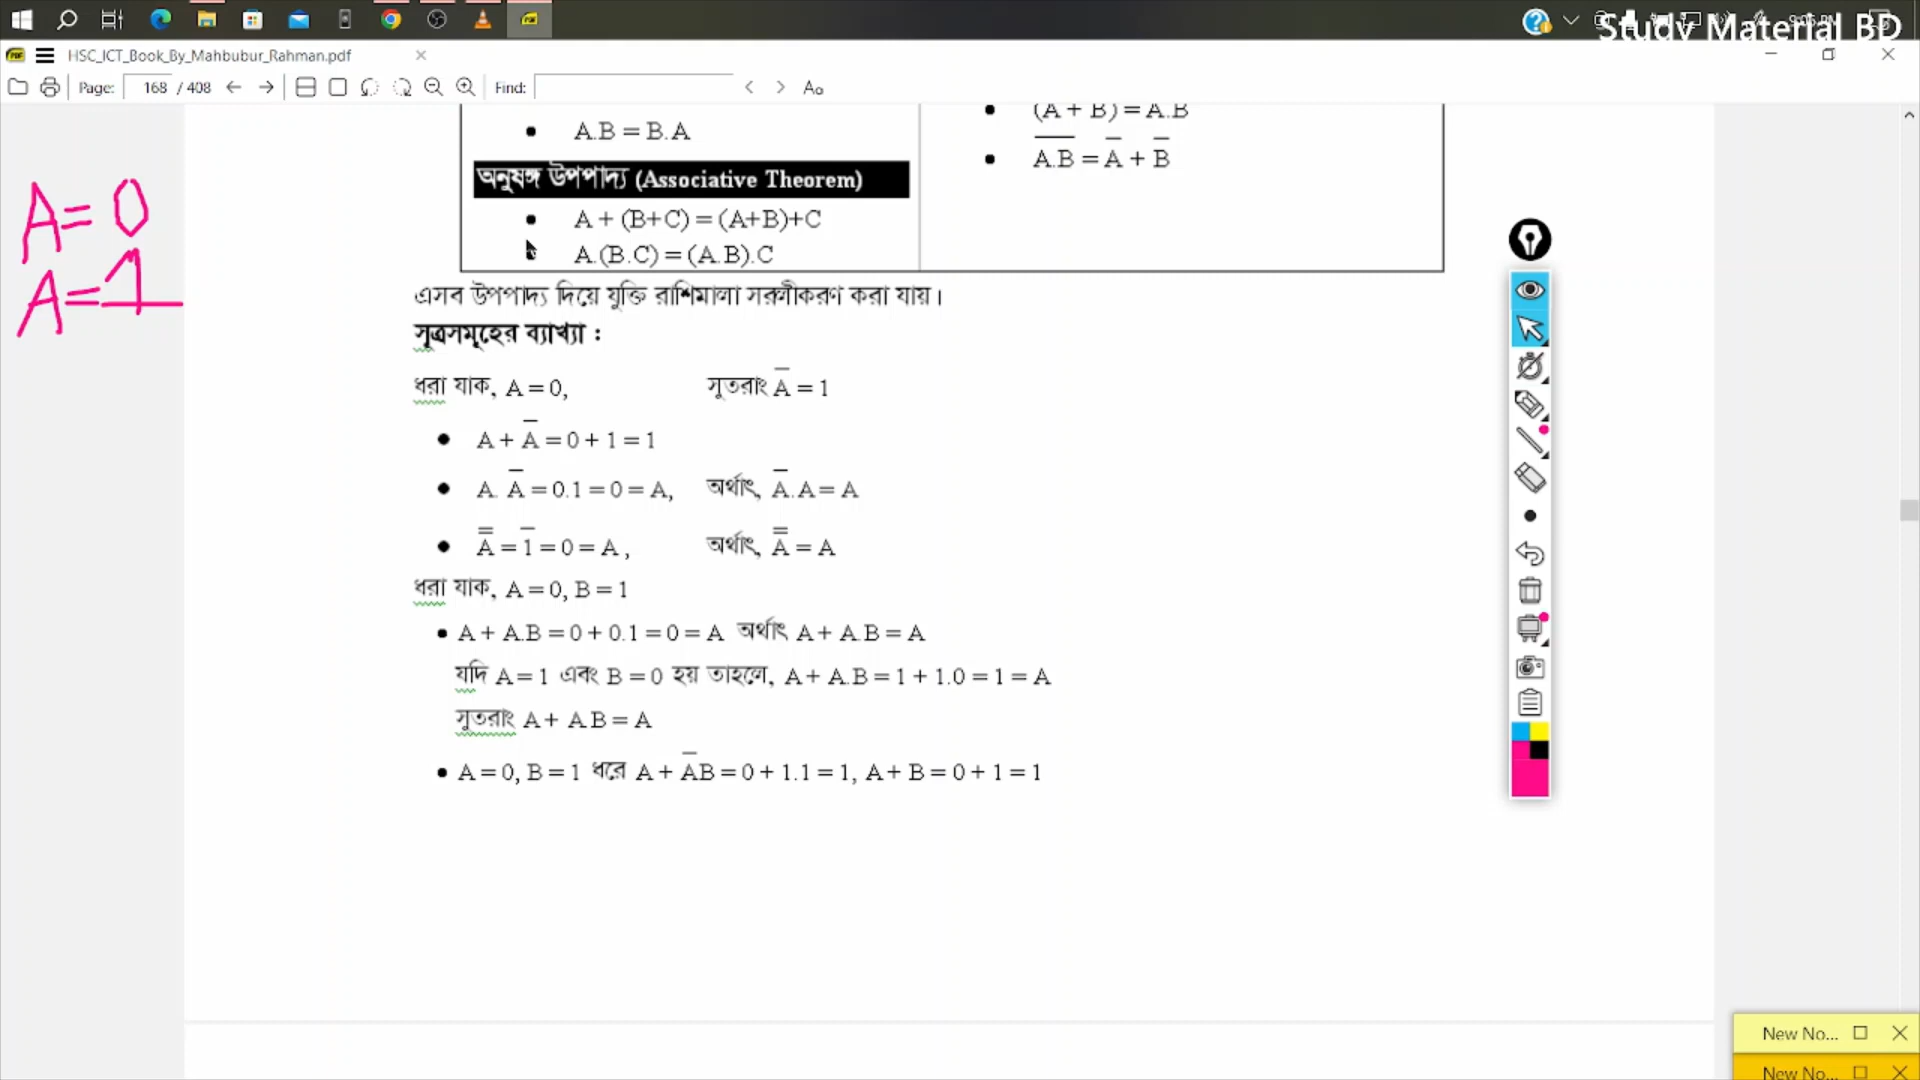 Study Material BD
HSC_ICT_Book_By_Mahbubur_Rahman.pdf
Page: 168 / 408 Find:
A = 0
A = 1
A.B = B.A
অনুষঙ্গ উপপাদ্য (Associative Theorem)
A + (B+C) = (A+B)+C
A.(B.C) = (A.B).C
(A + B) = A.B
A̅.̅B̅ = A̅ + B̅
এসব উপপাদ্য দিয়ে যুক্তি রাশিমালা সরলীকরণ করা যায়।
সূত্রসমূহের ব্যাখ্যা :
ধরা যাক, A = 0, সুতরাং A̅ = 1
• A + A̅ = 0 + 1 = 1
• A. A̅ = 0.1 = 0 = A, অর্থাৎ, A̅.A = A
• A̿ = 1̅ = 0 = A , অর্থাৎ, A̿ = A
ধরা যাক, A = 0, B = 1
• A + A.B = 0 + 0.1 = 0 = A অর্থাৎ A + A.B = A
যদি A = 1 এবং B = 0 হয় তাহলে, A + A.B = 1 + 1.0 = 1 = A
সুতরাং A + A.B = A
• A = 0, B = 1 ধরে A + A̅B = 0 + 1.1 = 1, A + B = 0 + 1 = 1
New No...
New No...